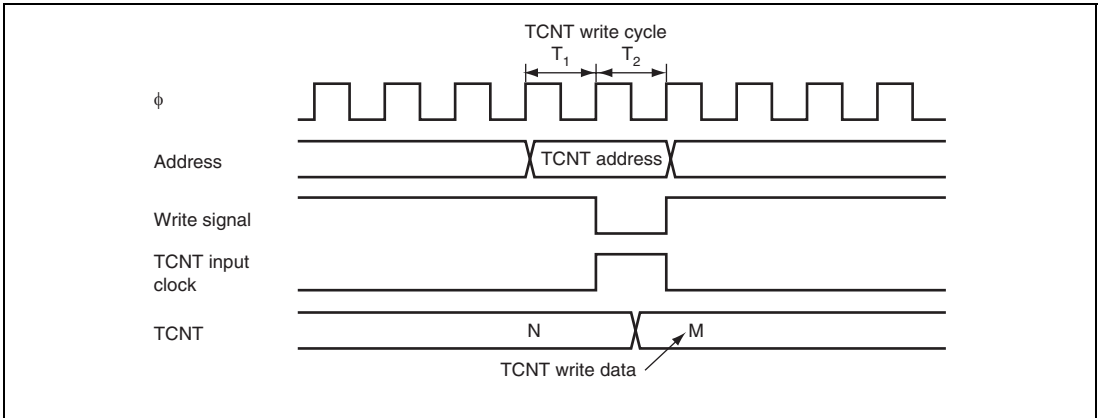 TCNT write cycle
T1 T2
ϕ
Address
TCNT address
Write signal
TCNT input
clock
TCNT
N
M
TCNT write data